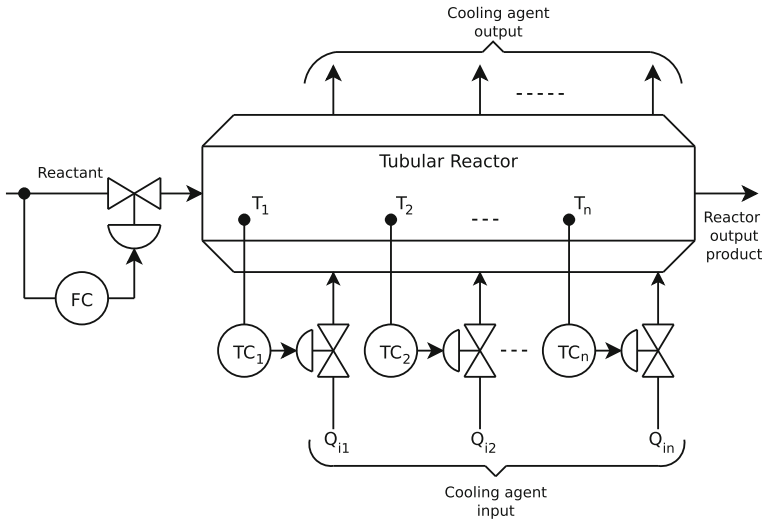 Cooling agent
output
Tubular Reactor
Reactant
T1
T2
Tn
Reactor
output
product
FC
TC1
TC2
TCn
Qi1
Qi2
Qin
Cooling agent
input